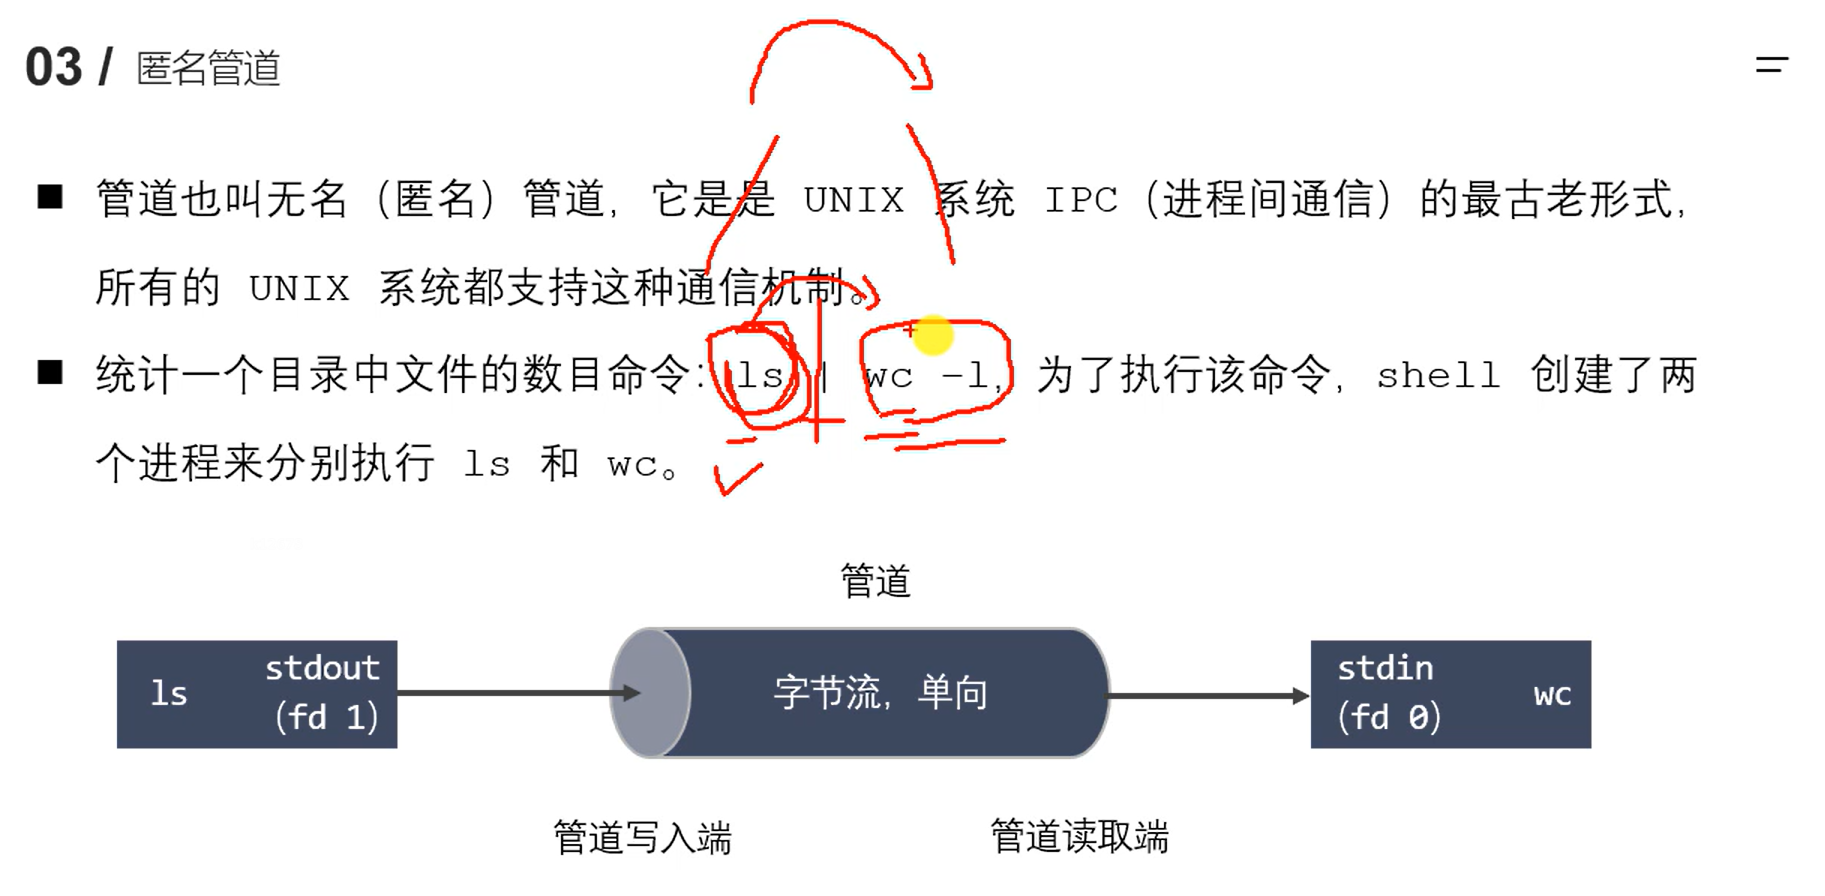 03 / 匿名管道
■ 管道也叫无名（匿名）管道，它是是 UNIX 系统 IPC（进程间通信）的最古老形式，
所有的 UNIX 系统都支持这种通信机制。
■ 统计一个目录中文件的数目命令：ls | wc –l，为了执行该命令，shell 创建了两
个进程来分别执行 ls 和 wc。
管道
ls stdout (fd 1)
字节流，单向
stdin (fd 0) wc
管道写入端
管道读取端